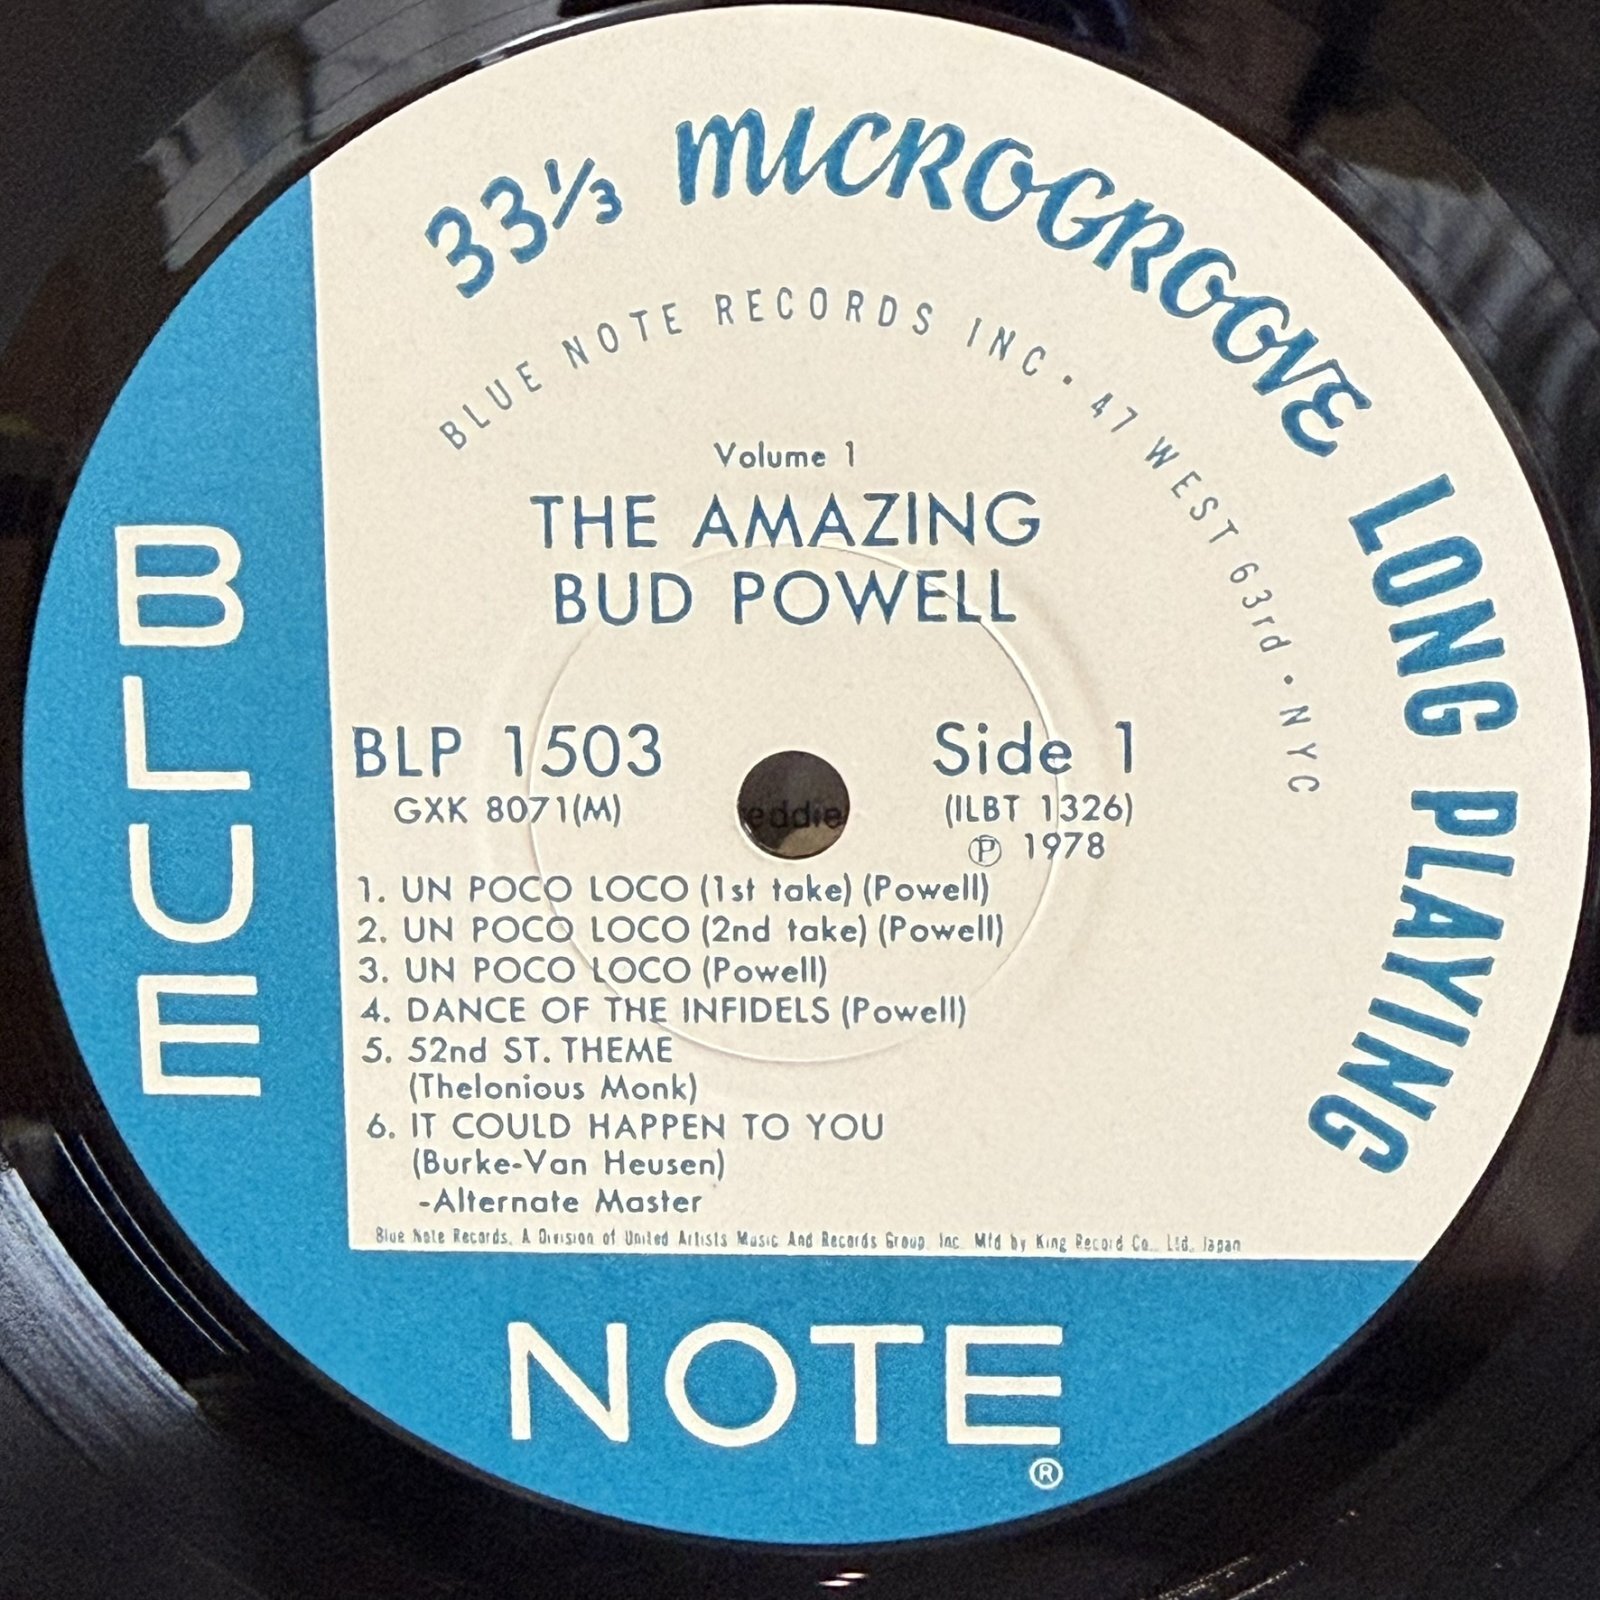 33 1/3 MICROGROOVE LONG PLAYING
BLUE NOTE RECORDS INC · 47 WEST 63rd · NYC
Volume 1
THE AMAZING
BUD POWELL
BLP 1503
Side 1
GXK 8071(M)
(ILBT 1326)
Ⓟ 1978
eddie
1. UN POCO LOCO (1st take) (Powell)
2. UN POCO LOCO (2nd take) (Powell)
3. UN POCO LOCO (Powell)
4. DANCE OF THE INFIDELS (Powell)
5. 52nd ST. THEME
(Thelonious Monk)
6. IT COULD HAPPEN TO YOU
(Burke-Van Heusen)
-Alternate Master
Blue Note Records, A Division of United Artists Music And Records Group, Inc. Mfd by King Record Co., Ltd, Japan
BLUE
NOTE®